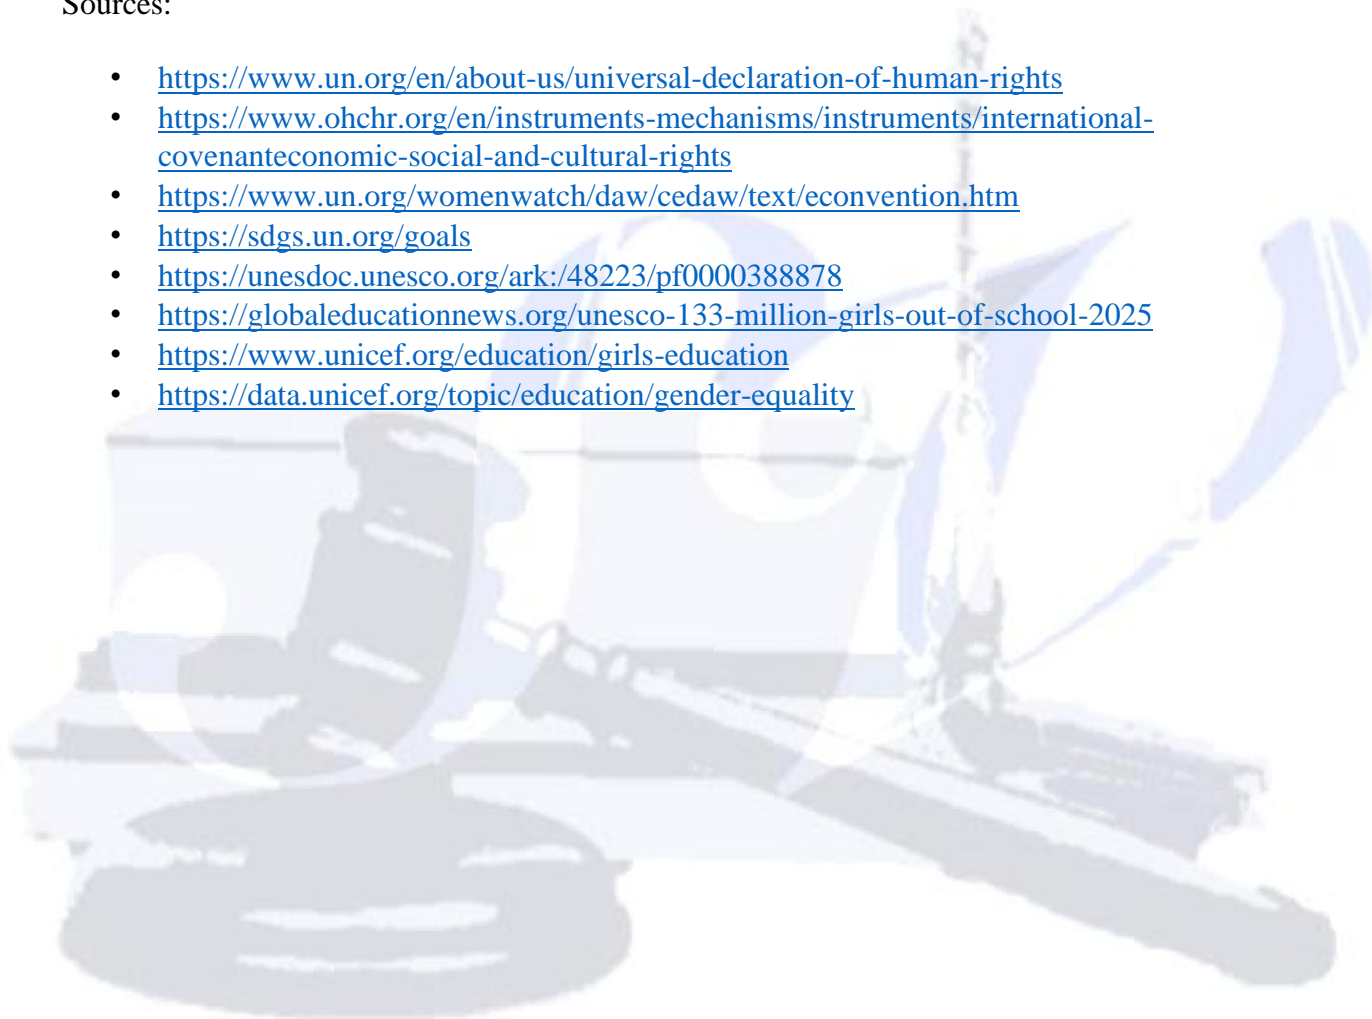 Sources:
• https://www.un.org/en/about-us/universal-declaration-of-human-rights
• https://www.ohchr.org/en/instruments-mechanisms/instruments/international-
covenanteconomic-social-and-cultural-rights
• https://www.un.org/womenwatch/daw/cedaw/text/econvention.htm
• https://sdgs.un.org/goals
• https://unesdoc.unesco.org/ark:/48223/pf0000388878
• https://globaleducationnews.org/unesco-133-million-girls-out-of-school-2025
• https://www.unicef.org/education/girls-education
• https://data.unicef.org/topic/education/gender-equality